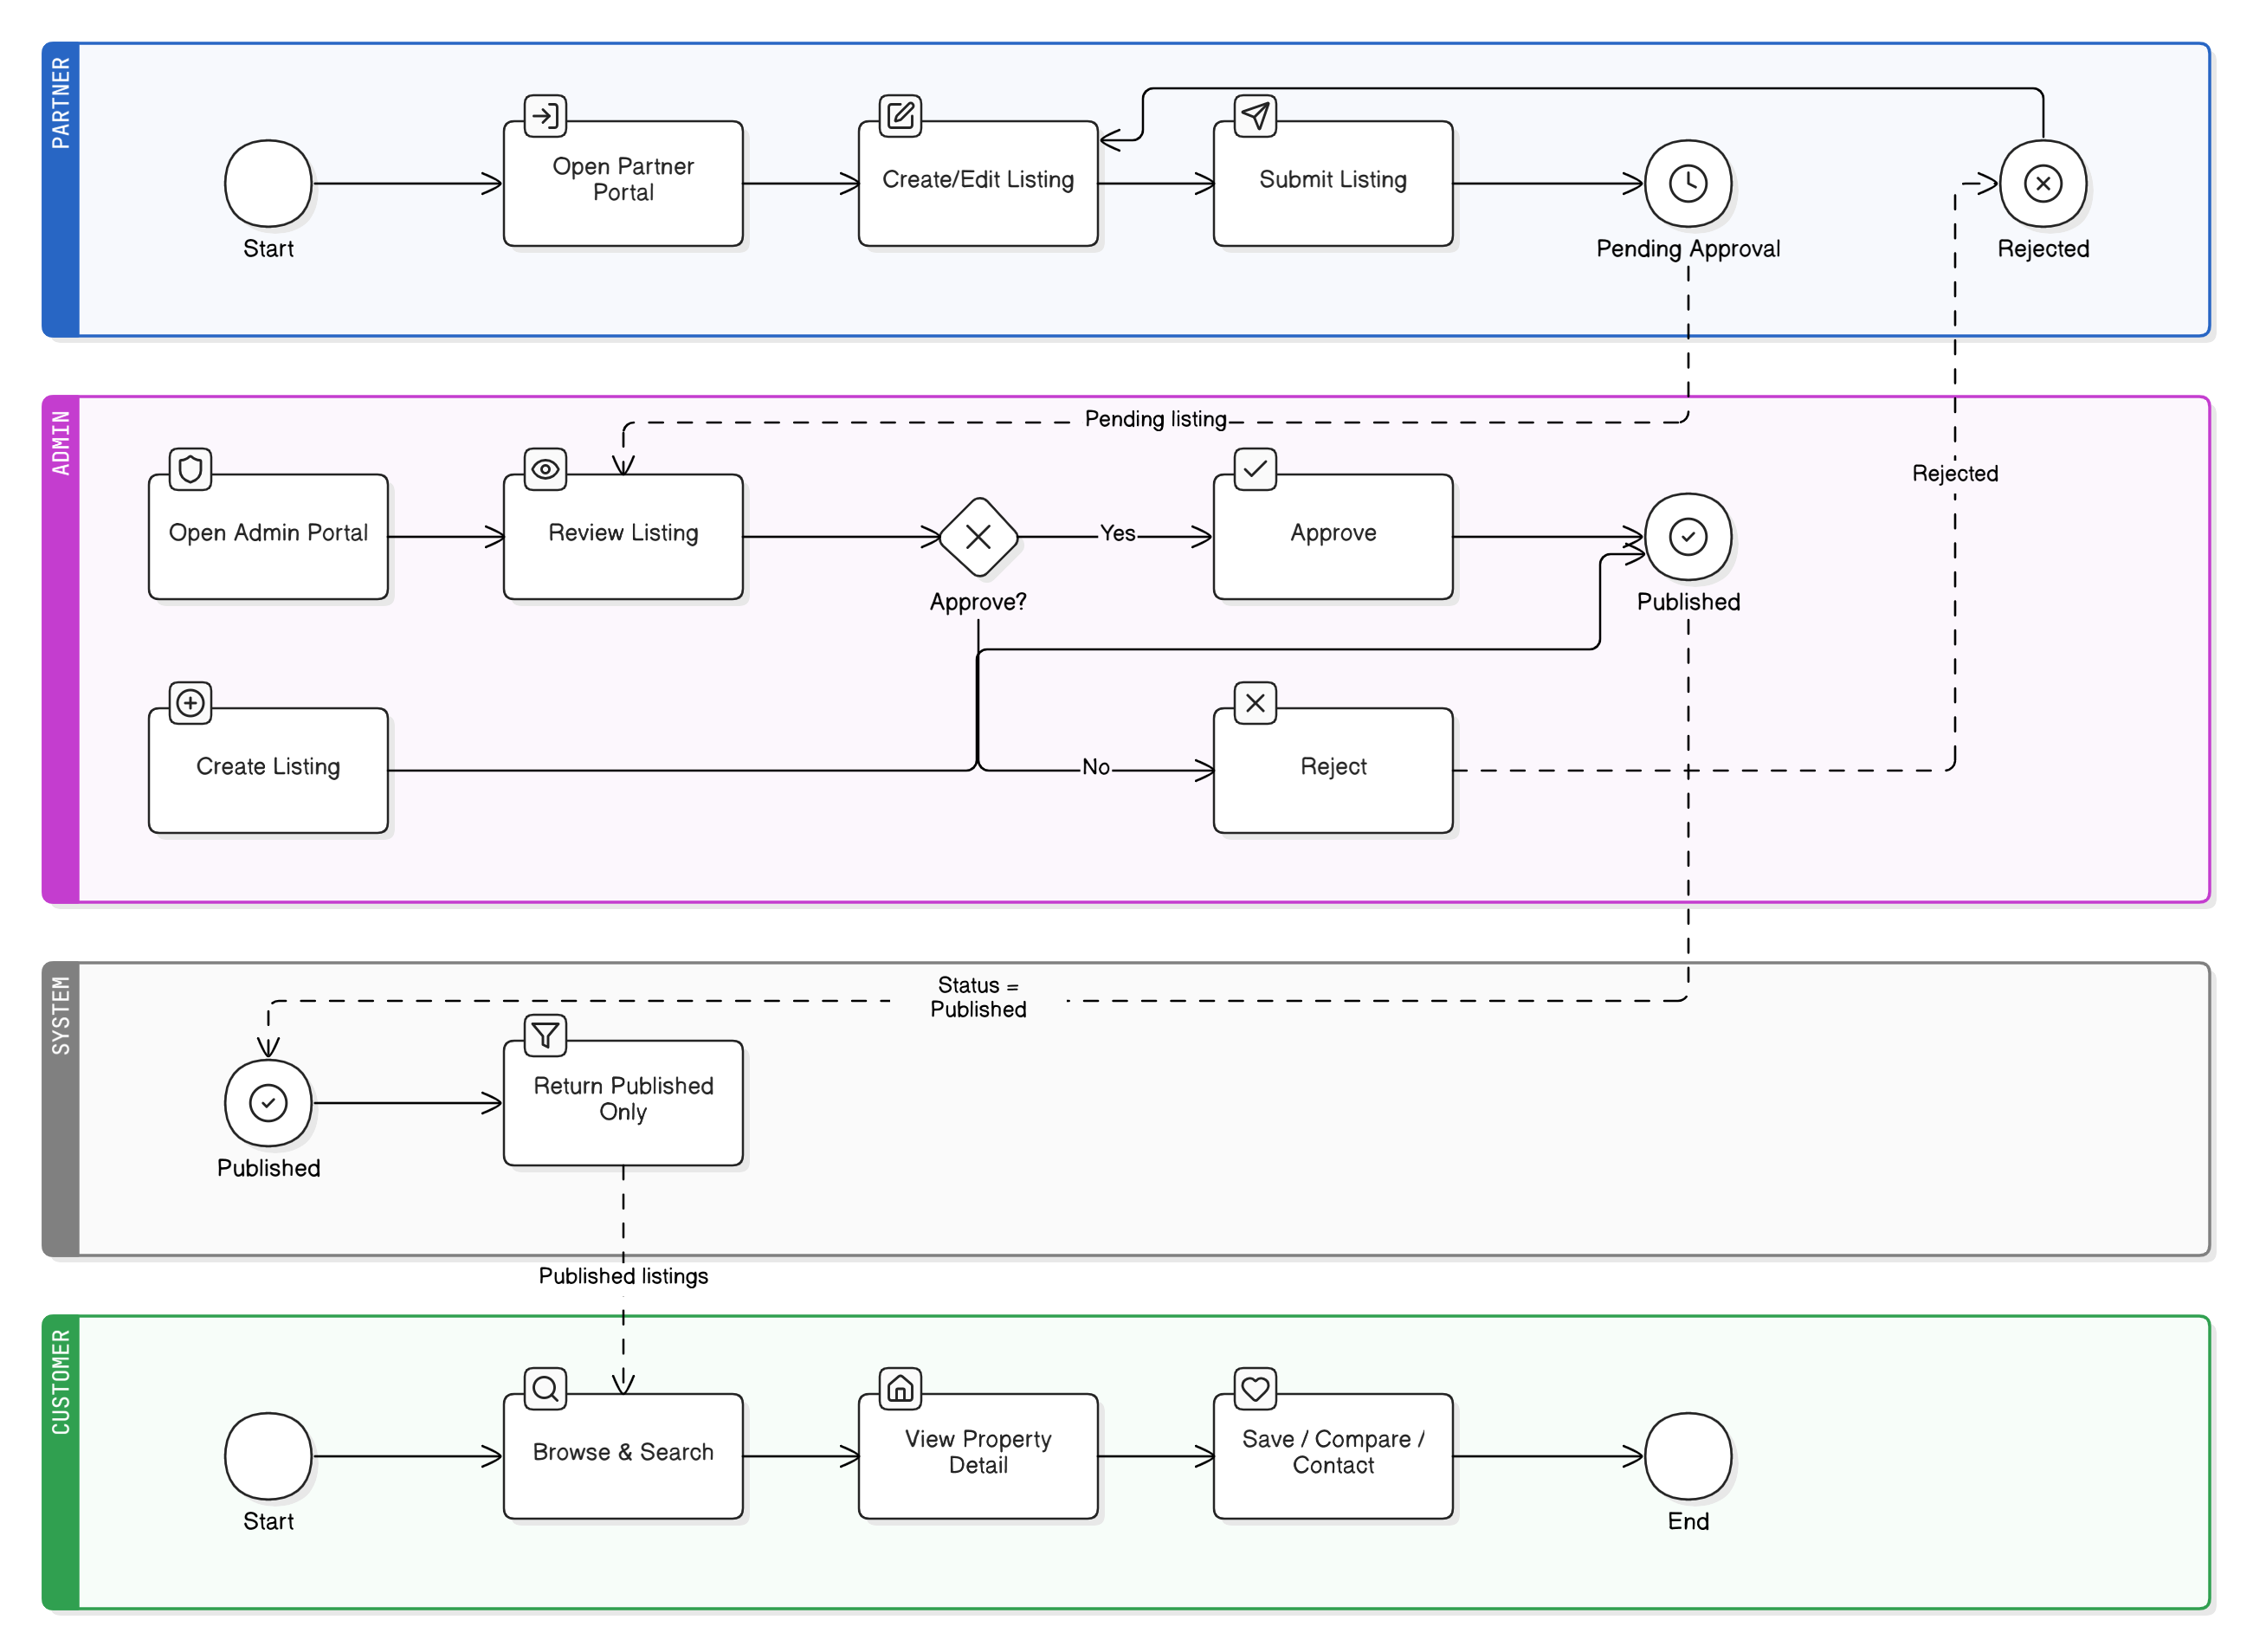 PARTNER
Open Partner
Portal
Create/Edit Listing
Submit Listing
Start
Pending Approval
Rejected
ADMIN
Pending listing
Rejected
Open Admin Portal
Review Listing
Yes
Approve
Approve?
Published
Create Listing
No
Reject
SYSTEM
Status =
Published
Return Published
Only
Published
Published listings
CUSTOMER
Browse & Search
View Property
Detail
Save / Compare /
Contact
Start
End